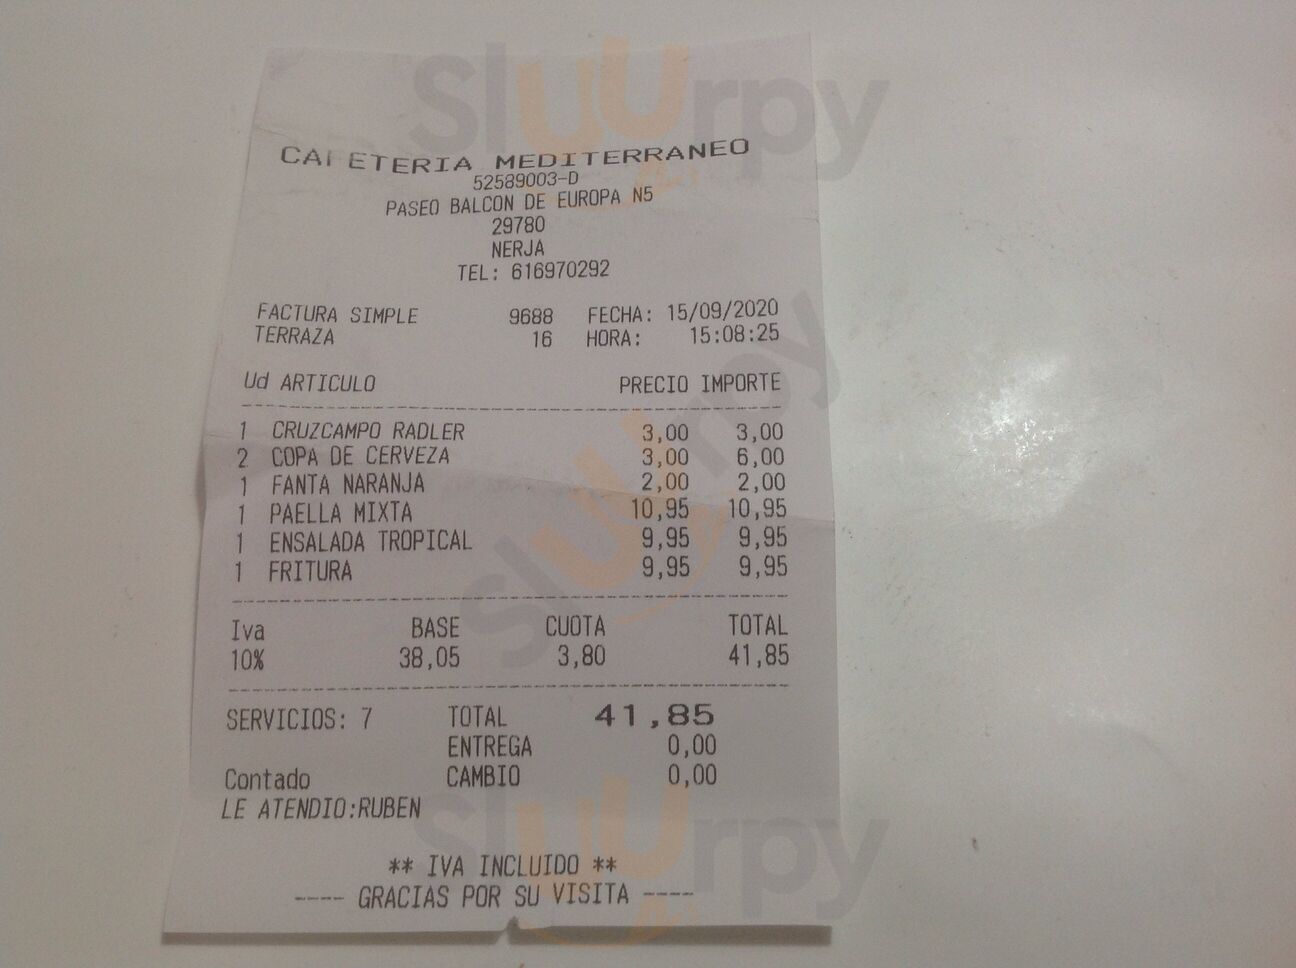 CAFETERIA MEDITERRANEO
52589003-D
PASEO BALCON DE EUROPA N5
29780
NERJA
TEL: 616970292
FACTURA SIMPLE 9688 FECHA: 15/09/2020
TERRAZA 16 HORA: 15:08:25
Ud ARTICULO PRECIO IMPORTE
1 CRUZCAMPO RADLER 3,00 3,00
2 COPA DE CERVEZA 3,00 6,00
1 FANTA NARANJA 2,00 2,00
1 PAELLA MIXTA 10,95 10,95
1 ENSALADA TROPICAL 9,95 9,95
1 FRITURA 9,95 9,95
Iva BASE CUOTA TOTAL
10% 38,05 3,80 41,85
SERVICIOS: 7 TOTAL 41,85
ENTREGA 0,00
Contado CAMBIO 0,00
LE ATENDIO:RUBEN
** IVA INCLUIDO **
---- GRACIAS POR SU VISITA ----
Sluurpy
Sluurpy
Sluurpy